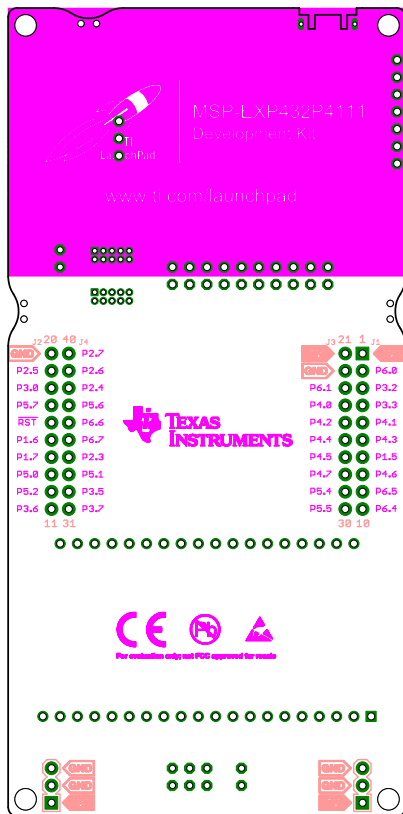 MSP-EXP432P4111
Development Kit
TI
LaunchPad
www.ti.com/launchpad
J2 20 40 J4
J3 21 1 J1
GND P2.7
P2.5 P2.6 GND P6.0
P3.0 P2.4 P6.1 P3.2
P5.7 P5.6 P4.0 P3.3
RST P6.6 P4.2 P4.1
P1.6 P6.7 P4.4 P4.3
P1.7 P2.3 P4.5 P1.5
P5.0 P5.1 P4.7 P4.6
P5.2 P3.5 P5.4 P6.5
P3.6 P3.7 P5.5 P6.4
11 31 30 10
TEXAS
INSTRUMENTS
CE Pb
For evaluation only; not FCC approved for resale
GND GND
GND GND